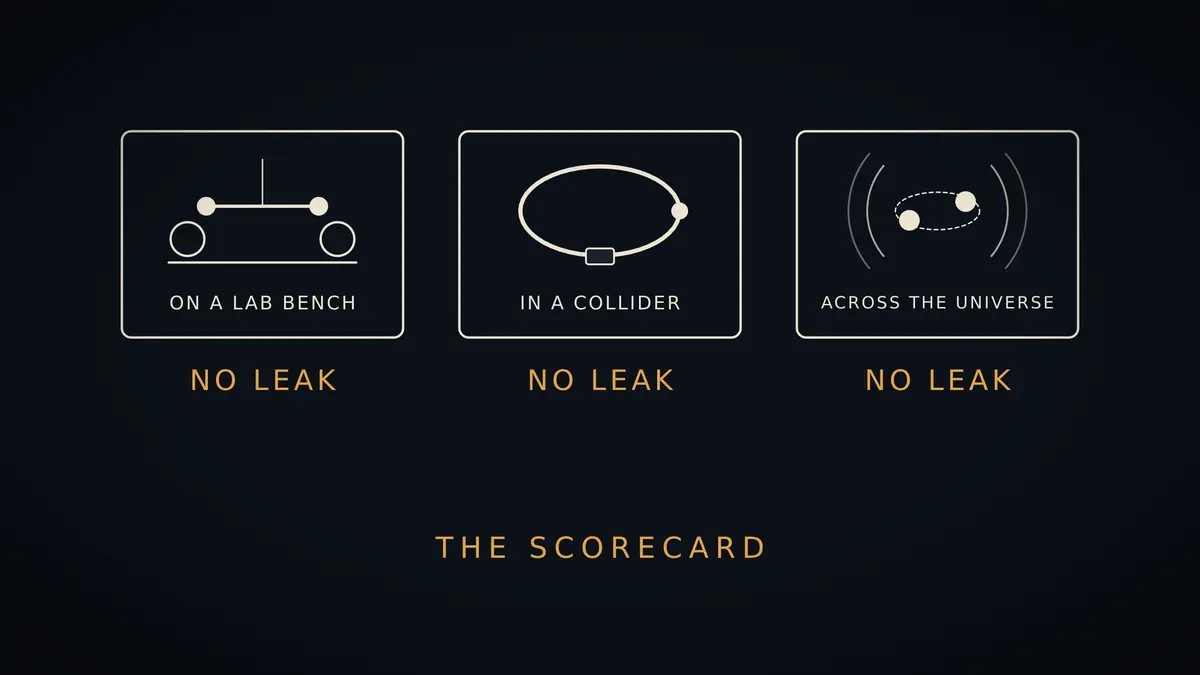 ON A LAB BENCH
IN A COLLIDER
ACROSS THE UNIVERSE
NO LEAK
NO LEAK
NO LEAK
THE SCORECARD